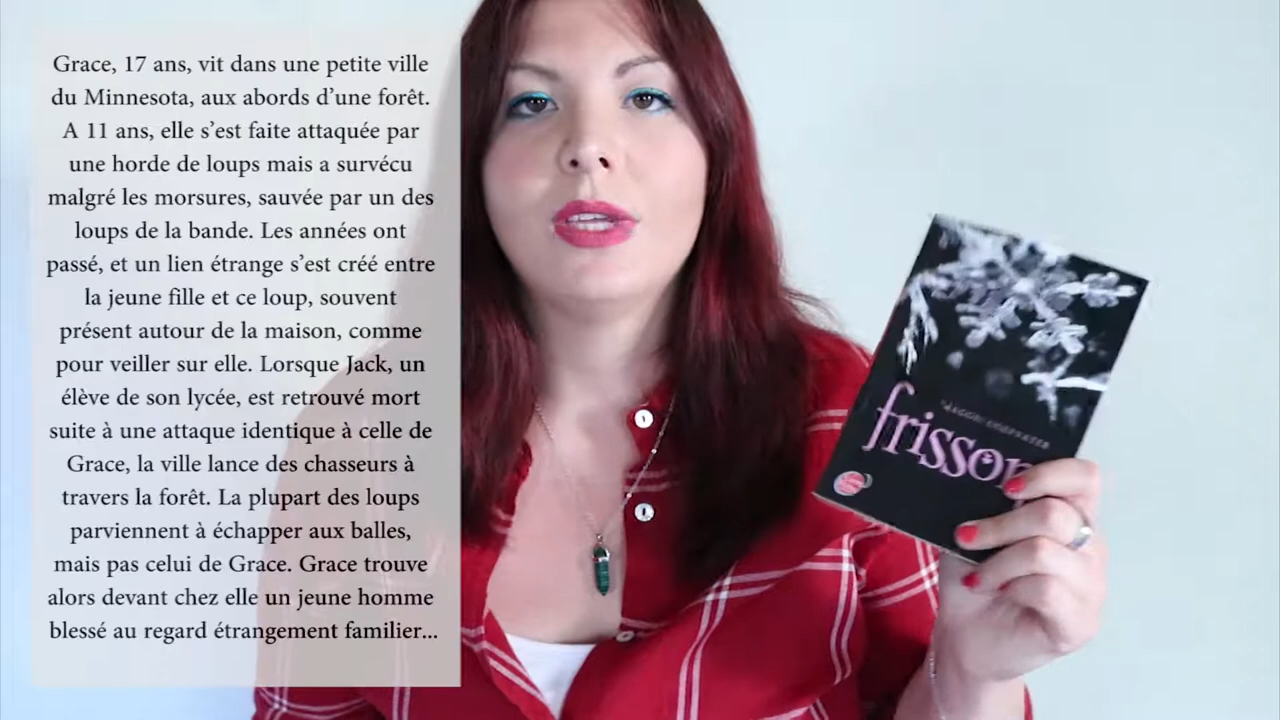 Grace, 17 ans, vit dans une petite ville
du Minnesota, aux abords d’une forêt.
A 11 ans, elle s’est faite attaquée par
une horde de loups mais a survécu
malgré les morsures, sauvée par un des
loups de la bande. Les années ont
passé, et un lien étrange s’est créé entre
la jeune fille et ce loup, souvent
présent autour de la maison, comme
pour veiller sur elle. Lorsque Jack, un
élève de son lycée, est retrouvé mort
suite à une attaque identique à celle de
Grace, la ville lance des chasseurs à
travers la forêt. La plupart des loups
parviennent à échapper aux balles,
mais pas celui de Grace. Grace trouve
alors devant chez elle un jeune homme
blessé au regard étrangement familier...
MAGGIE STIEFVATER
frisson